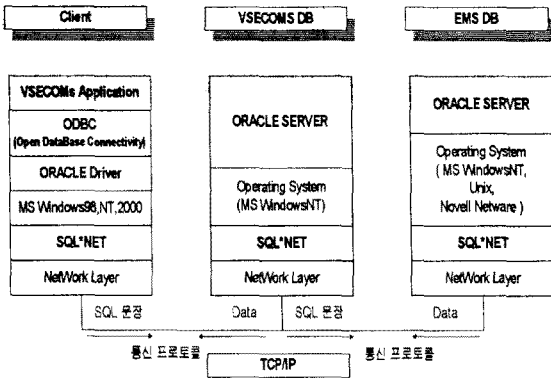 Client
VSECOMS DB
EMS DB
VSECOMs Application
ODBC
(Open DataBase Connectivity)
ORACLE Driver
MS Windows98,NT,2000
SQL*NET
NetWork Layer
ORACLE SERVER
Operating System
(MS WindowsNT)
SQL*NET
NetWork Layer
ORACLE SERVER
Operating System
( MS WindowsNT,
Unix,
Novell Netware )
SQL*NET
NetWork Layer
SQL 문장
Data
SQL 문장
Data
통신 프로토콜
통신 프로토콜
TCP/IP